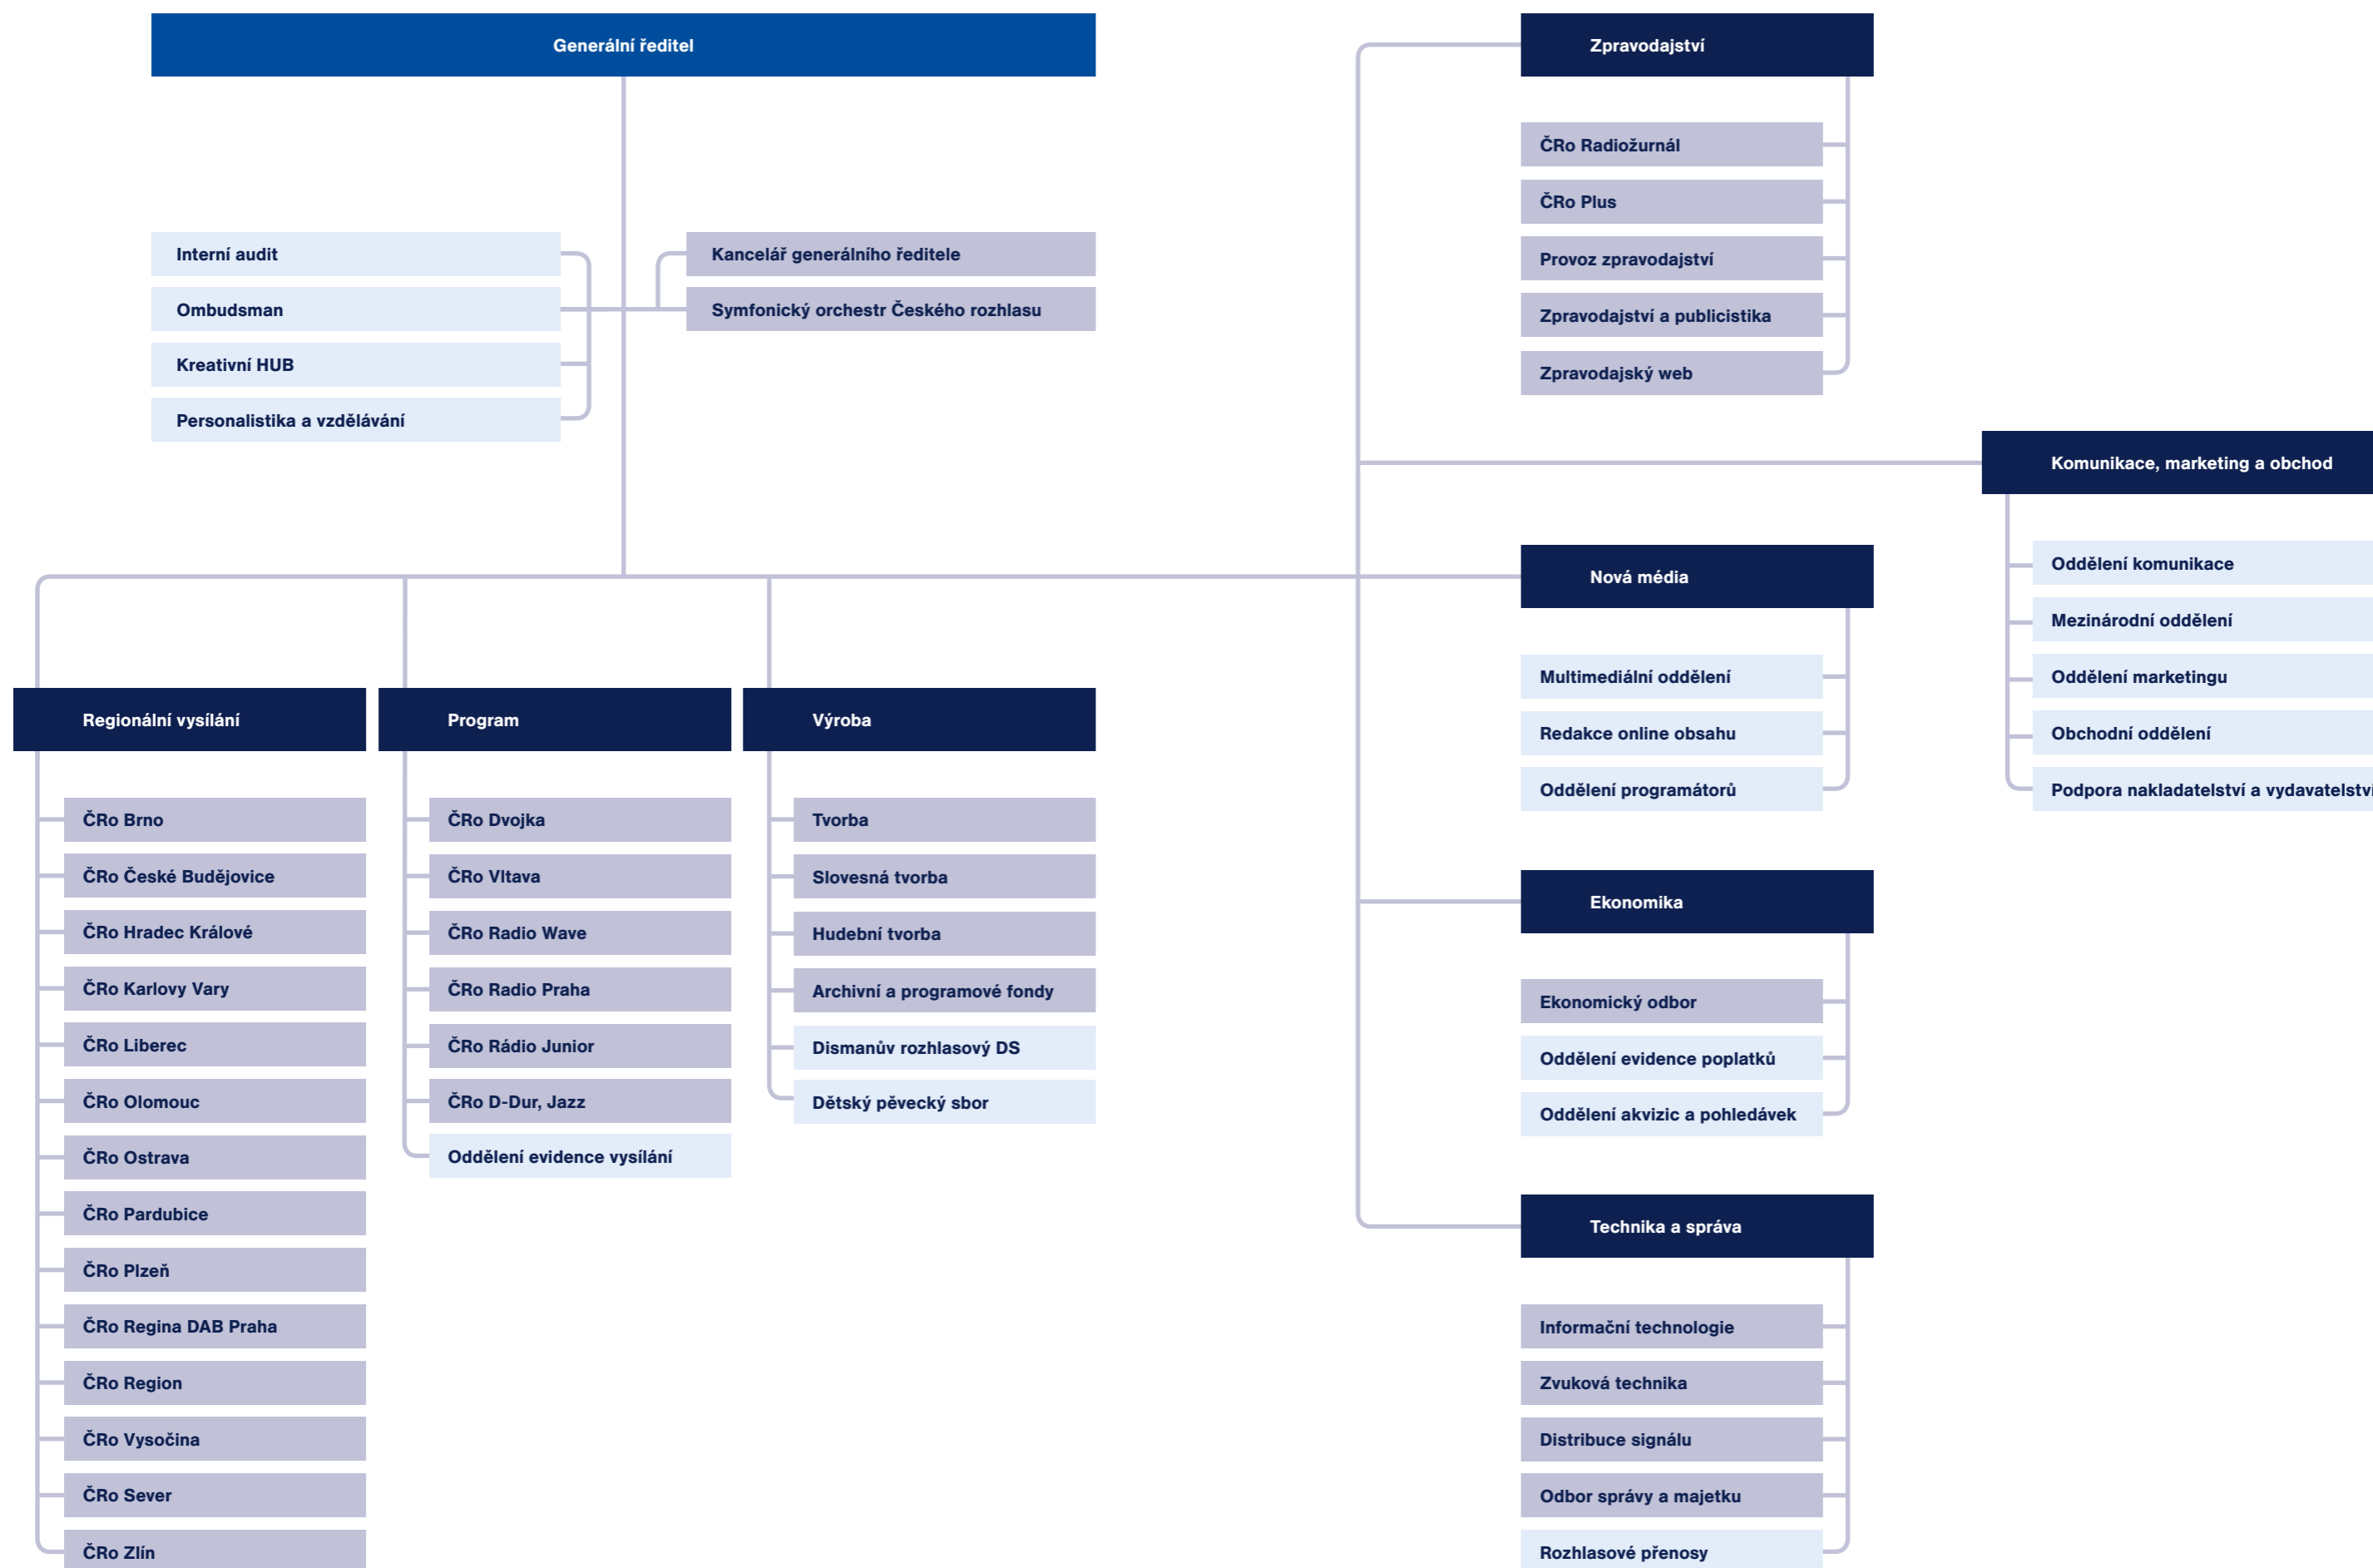 Generální ředitel
Interní audit
Ombudsman
Kreativní HUB
Personalistika a vzdělávání
Kancelář generálního ředitele
Symfonický orchestr Českého rozhlasu
Regionální vysílání
ČRo Brno
ČRo České Budějovice
ČRo Hradec Králové
ČRo Karlovy Vary
ČRo Liberec
ČRo Olomouc
ČRo Ostrava
ČRo Pardubice
ČRo Plzeň
ČRo Regina DAB Praha
ČRo Region
ČRo Vysočina
ČRo Sever
ČRo Zlín
Program
ČRo Dvojka
ČRo Vltava
ČRo Radio Wave
ČRo Radio Praha
ČRo Rádio Junior
ČRo D-Dur, Jazz
Oddělení evidence vysílání
Výroba
Tvorba
Slovesná tvorba
Hudební tvorba
Archivní a programové fondy
Dismanův rozhlasový DS
Dětský pěvecký sbor
Zpravodajství
ČRo Radiožurnál
ČRo Plus
Provoz zpravodajství
Zpravodajství a publicistika
Zpravodajský web
Komunikace, marketing a obchod
Oddělení komunikace
Mezinárodní oddělení
Oddělení marketingu
Obchodní oddělení
Podpora nakladatelství a vydavatelství
Nová média
Multimediální oddělení
Redakce online obsahu
Oddělení programátorů
Ekonomika
Ekonomický odbor
Oddělení evidence poplatků
Oddělení akvizic a pohledávek
Technika a správa
Informační technologie
Zvuková technika
Distribuce signálu
Odbor správy a majetku
Rozhlasové přenosy